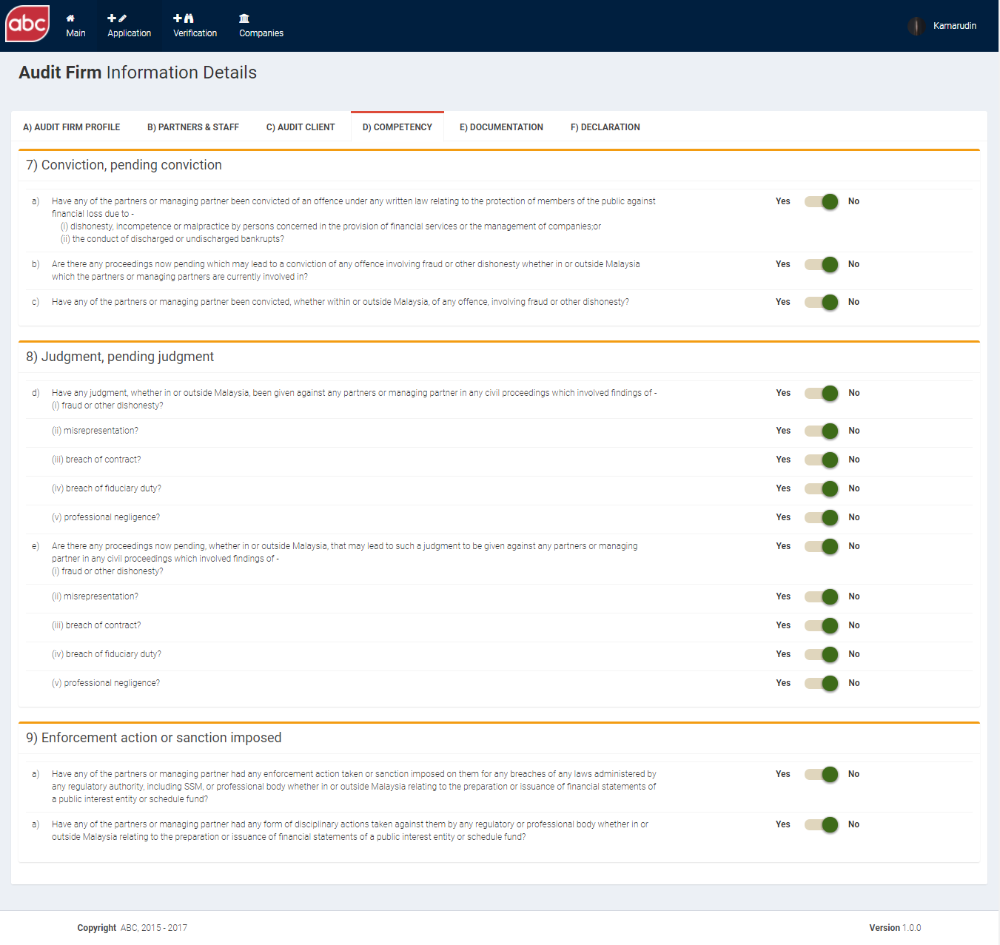 abc
Main
Application
Verification
Companies
Kamarudin
Audit Firm Information Details
A) AUDIT FIRM PROFILE
B) PARTNERS & STAFF
C) AUDIT CLIENT
D) COMPETENCY
E) DOCUMENTATION
F) DECLARATION
7) Conviction, pending conviction
a) Have any of the partners or managing partner been convicted of an offence under any written law relating to the protection of members of the public against Yes No
financial loss due to -
(i) dishonesty, incompetence or malpractice by persons concerned in the provision of financial services or the management of companies;or
(ii) the conduct of discharged or undischarged bankrupts?
b) Are there any proceedings now pending which may lead to a conviction of any offence involving fraud or other dishonesty whether in or outside Malaysia Yes No
which the partners or managing partners are currently involved in?
c) Have any of the partners or managing partner been convicted, whether within or outside Malaysia, of any offence, involving fraud or other dishonesty? Yes No
8) Judgment, pending judgment
d) Have any judgment, whether in or outside Malaysia, been given against any partners or managing partner in any civil proceedings which involved findings of - Yes No
(i) fraud or other dishonesty?
(ii) misrepresentation? Yes No
(iii) breach of contract? Yes No
(iv) breach of fiduciary duty? Yes No
(v) professional negligence? Yes No
e) Are there any proceedings now pending, whether in or outside Malaysia, that may lead to such a judgment to be given against any partners or managing Yes No
partner in any civil proceedings which involved findings of -
(i) fraud or other dishonesty?
(ii) misrepresentation? Yes No
(iii) breach of contract? Yes No
(iv) breach of fiduciary duty? Yes No
(v) professional negligence? Yes No
9) Enforcement action or sanction imposed
a) Have any of the partners or managing partner had any enforcement action taken or sanction imposed on them for any breaches of any laws administered by Yes No
any regulatory authority, including SSM, or professional body whether in or outside Malaysia relating to the preparation or issuance of financial statements of
a public interest entity or schedule fund?
a) Have any of the partners or managing partner had any form of disciplinary actions taken against them by any regulatory or professional body whether in or Yes No
outside Malaysia relating to the preparation or issuance of financial statements of a public interest entity or schedule fund?
Copyright ABC, 2015 - 2017
Version 1.0.0